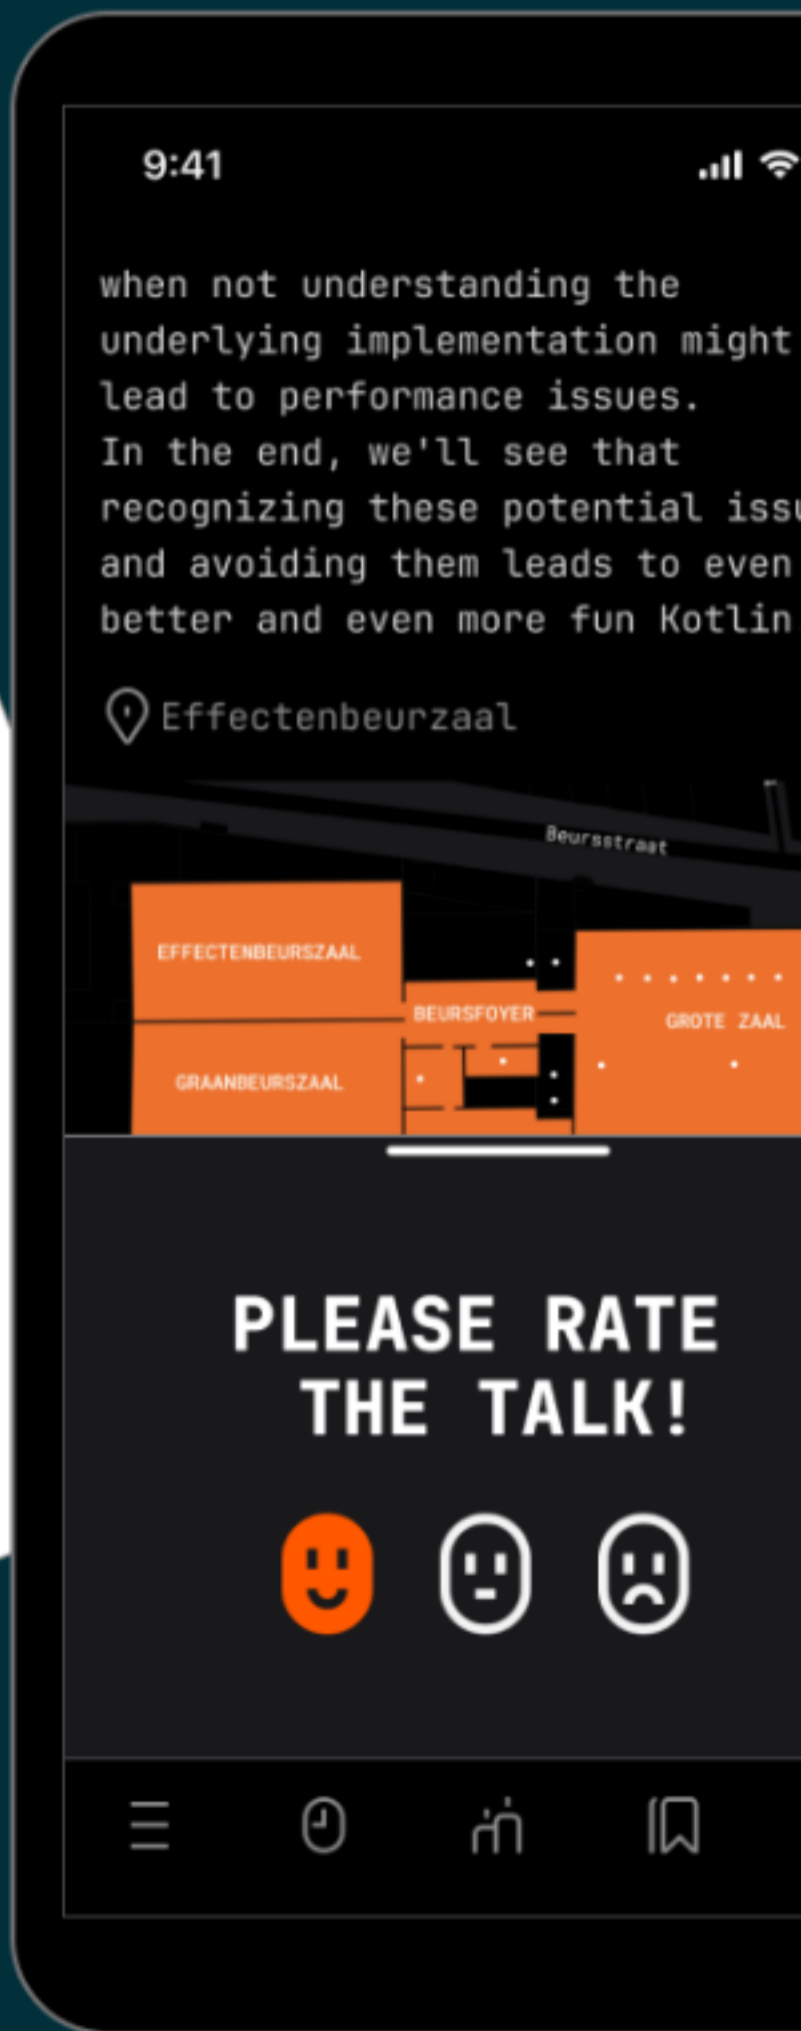 9:41
when not understanding the
underlying implementation might
lead to performance issues.
In the end, we'll see that
recognizing these potential issu
and avoiding them leads to even
better and even more fun Kotlin
Effectenbeurzaal
Beursstraat
EFFECTENBEURSZAAL
BEURSFOYER
GROTE ZAAL
GRAANBEURSZAAL
PLEASE RATE
THE TALK!